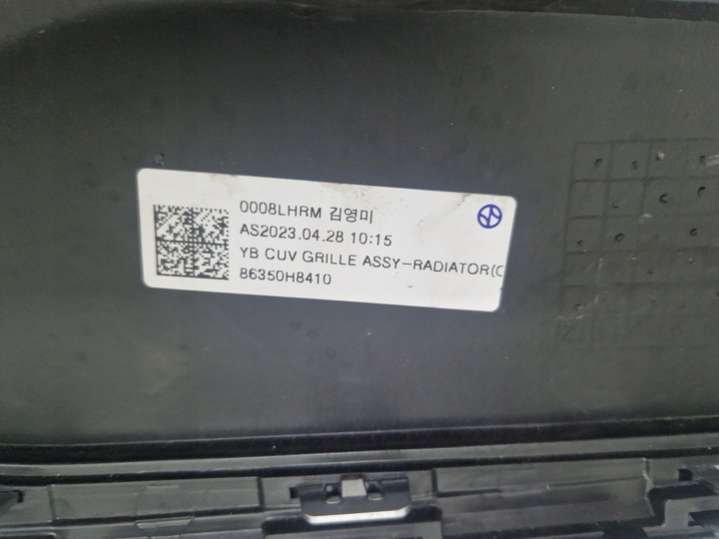 0008LHRM 김영미
AS2023.04.28 10:15
YB CUV GRILLE ASSY-RADIATOR(C
86350H8410